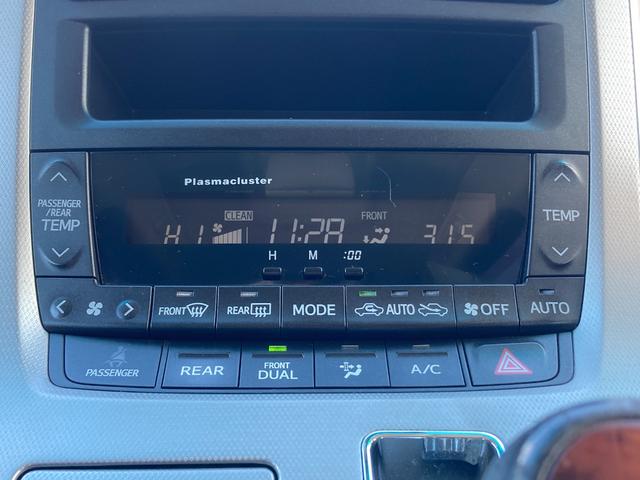 Plasmacluster
PASSENGER
/REAR
TEMP
CLEAN
FRONT
HI
11:28
31.5
TEMP
H
M
:00
FRONT
REAR
MODE
AUTO
OFF
AUTO
PASSENGER
REAR
FRONT
DUAL
A/C